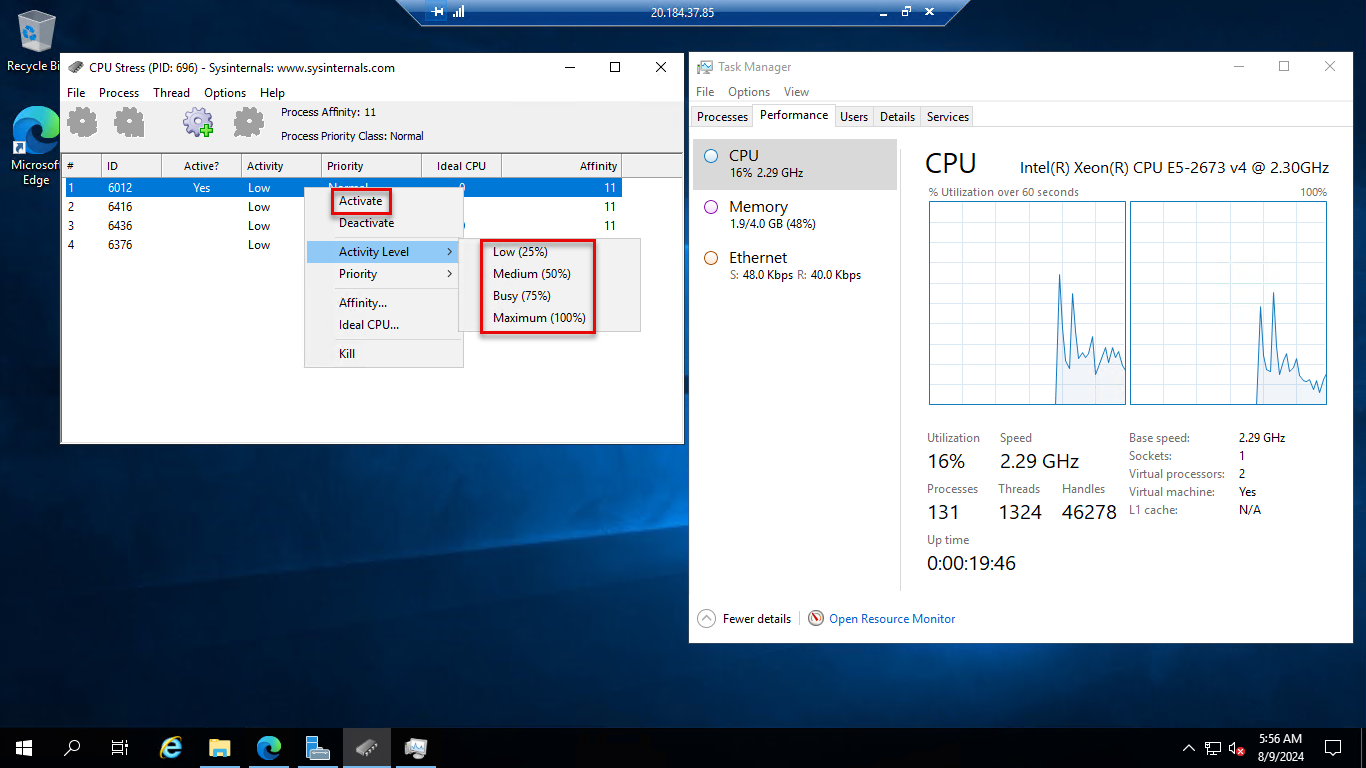 20.184.37.85
Recycle Bi
Microsof
Edge
CPU Stress (PID: 696) - Sysinternals: www.sysinternals.com
File Process Thread Options Help
Process Affinity: 11
Process Priority Class: Normal
# ID Active? Activity Priority Ideal CPU Affinity
1 6012 Yes Low Normal 0 11
2 6416 Low 11
3 6436 Low 11
4 6376 Low
Activate
Deactivate
Activity Level
Priority
Affinity...
Ideal CPU...
Kill
Low (25%)
Medium (50%)
Busy (75%)
Maximum (100%)
Task Manager
File Options View
Processes Performance Users Details Services
CPU
16% 2.29 GHz
Memory
1.9/4.0 GB (48%)
Ethernet
S: 48.0 Kbps R: 40.0 Kbps
CPU Intel(R) Xeon(R) CPU E5-2673 v4 @ 2.30GHz
% Utilization over 60 seconds 100%
Utilization Speed
16% 2.29 GHz
Processes Threads Handles
131 1324 46278
Up time
0:00:19:46
Base speed: 2.29 GHz
Sockets: 1
Virtual processors: 2
Virtual machine: Yes
L1 cache: N/A
Fewer details Open Resource Monitor
5:56 AM
8/9/2024